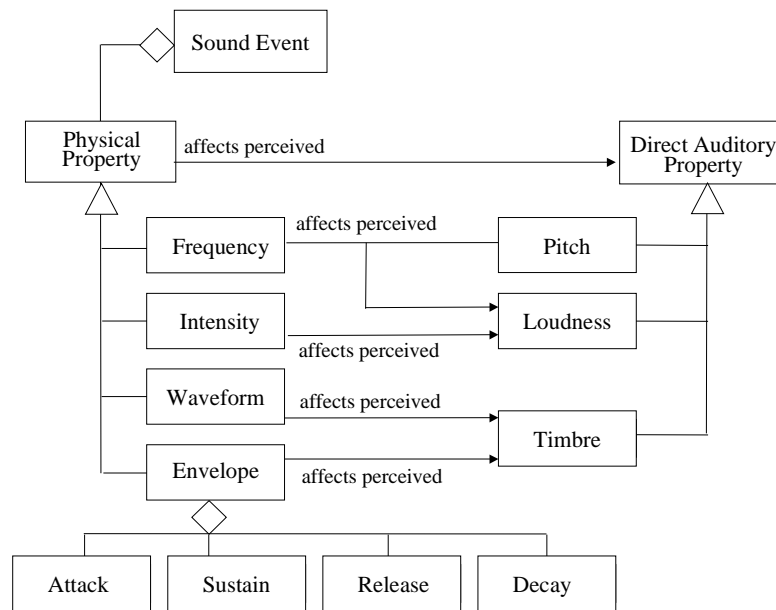 Sound Event
Physical
Property
affects perceived
Direct Auditory
Property
Frequency
affects perceived
Pitch
Intensity
affects perceived
Loudness
Waveform
affects perceived
Timbre
Envelope
affects perceived
Attack
Sustain
Release
Decay